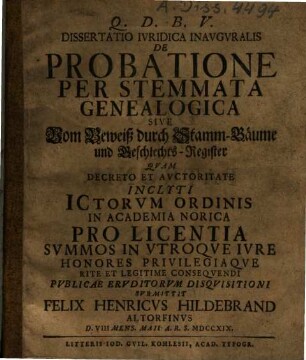 A. Diss. 4494
Q. D. B. V.
DISSERTATIO IVRIDICA INAVGVRALIS
DE
PROBATIONE
PER STEMMATA
GENEALOGICA
SIVE
Vom Beweiß durch Stamm-Bäume
und Geschlechts-Register
QVAM
DECRETO ET AVCTORITATE
INCLYTI
ICTORVM ORDINIS
IN ACADEMIA NORICA
PRO LICENTIA
SVMMOS IN VTROQVE IVRE
HONORES PRIVILEGIAQVE
RITE ET LEGITIME CONSEQVENDI
PVBLICAE ERVDITORVM DISQVISITIONI
SVBMITTIT
FELIX HENRICVS HILDEBRAND
ALTORFINVS
D. VIII MENS. MAII A. R. S. MDCCXIX.
LITTERIS IOD. GVIL. KOHLESII, ACAD. TYPOGR.